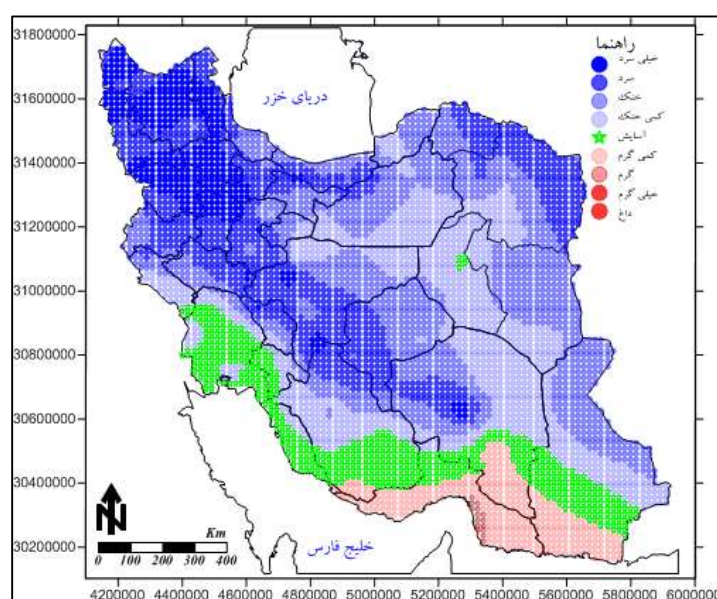 31800000
31600000
31400000
31200000
31000000
30800000
30600000
30400000
30200000
دریای خزر
راهنما
خیلی سرد
سرد
خنک
کمی خنک
آسایش
کمی گرم
گرم
خیلی گرم
داغ
N
Km
0 100 200 300 400
خلیج فارس
4200000 4400000 4600000 4800000 5000000 5200000 5400000 5600000 5800000 6000000